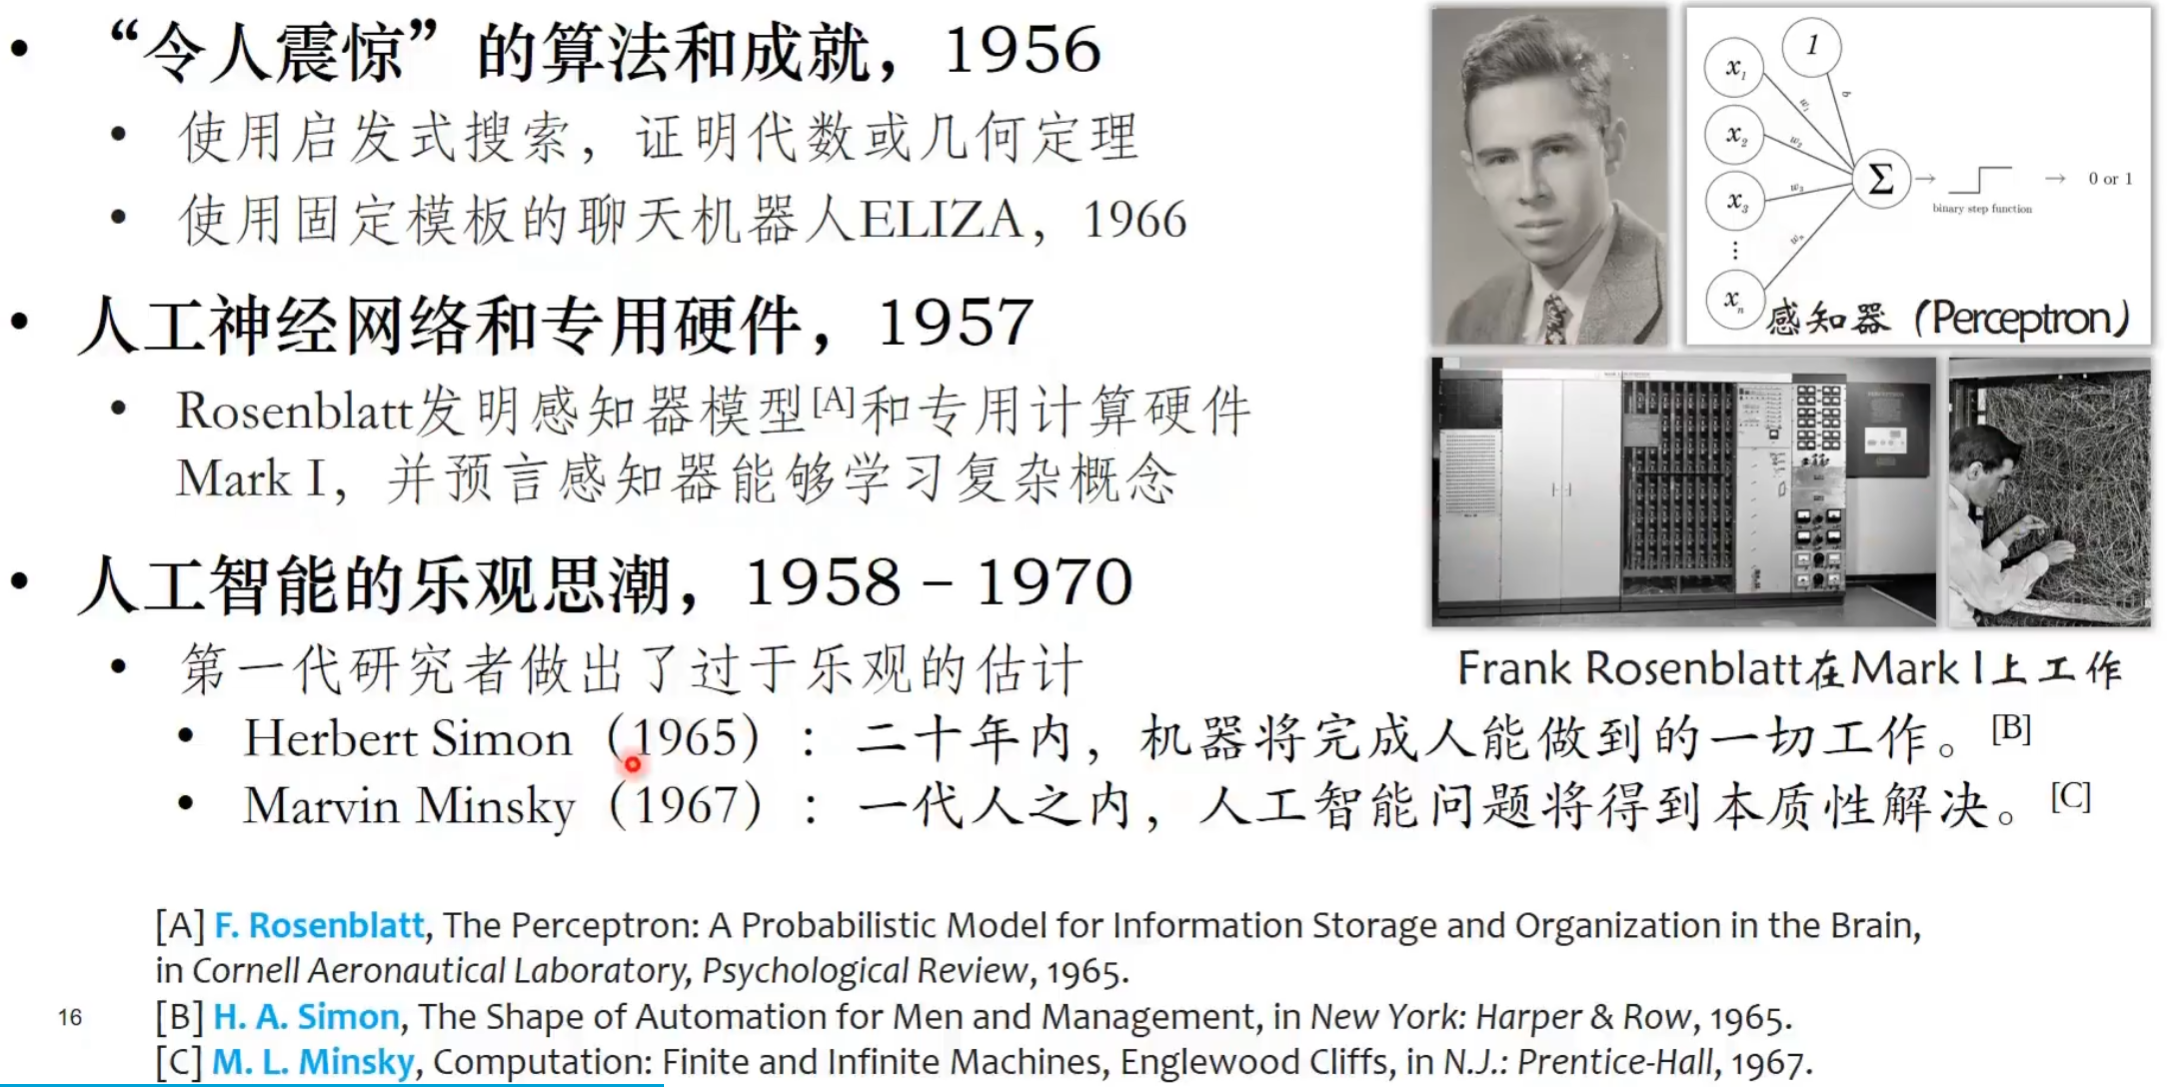 • “令人震惊”的算法和成就，1956
• 使用启发式搜索，证明代数或几何定理
• 使用固定模板的聊天机器人ELIZA，1966
• 人工神经网络和专用硬件，1957
• Rosenblatt发明感知器模型[A]和专用计算硬件
Mark I，并预言感知器能够学习复杂概念
• 人工智能的乐观思潮，1958 – 1970
• 第一代研究者做出了过于乐观的估计
• Herbert Simon（1965）：二十年内，机器将完成人能做到的一切工作。[B]
• Marvin Minsky（1967）：一代人之内，人工智能问题将得到本质性解决。[C]
1
x1
x2
x3
⋮
xn
b
w1
w2
w3
wn
Σ
binary step function
0 or 1
感知器（Perceptron）
Frank Rosenblatt在Mark I上工作
[A] F. Rosenblatt, The Perceptron: A Probabilistic Model for Information Storage and Organization in the Brain,
in Cornell Aeronautical Laboratory, Psychological Review, 1965.
[B] H. A. Simon, The Shape of Automation for Men and Management, in New York: Harper & Row, 1965.
[C] M. L. Minsky, Computation: Finite and Infinite Machines, Englewood Cliffs, in N.J.: Prentice-Hall, 1967.
16